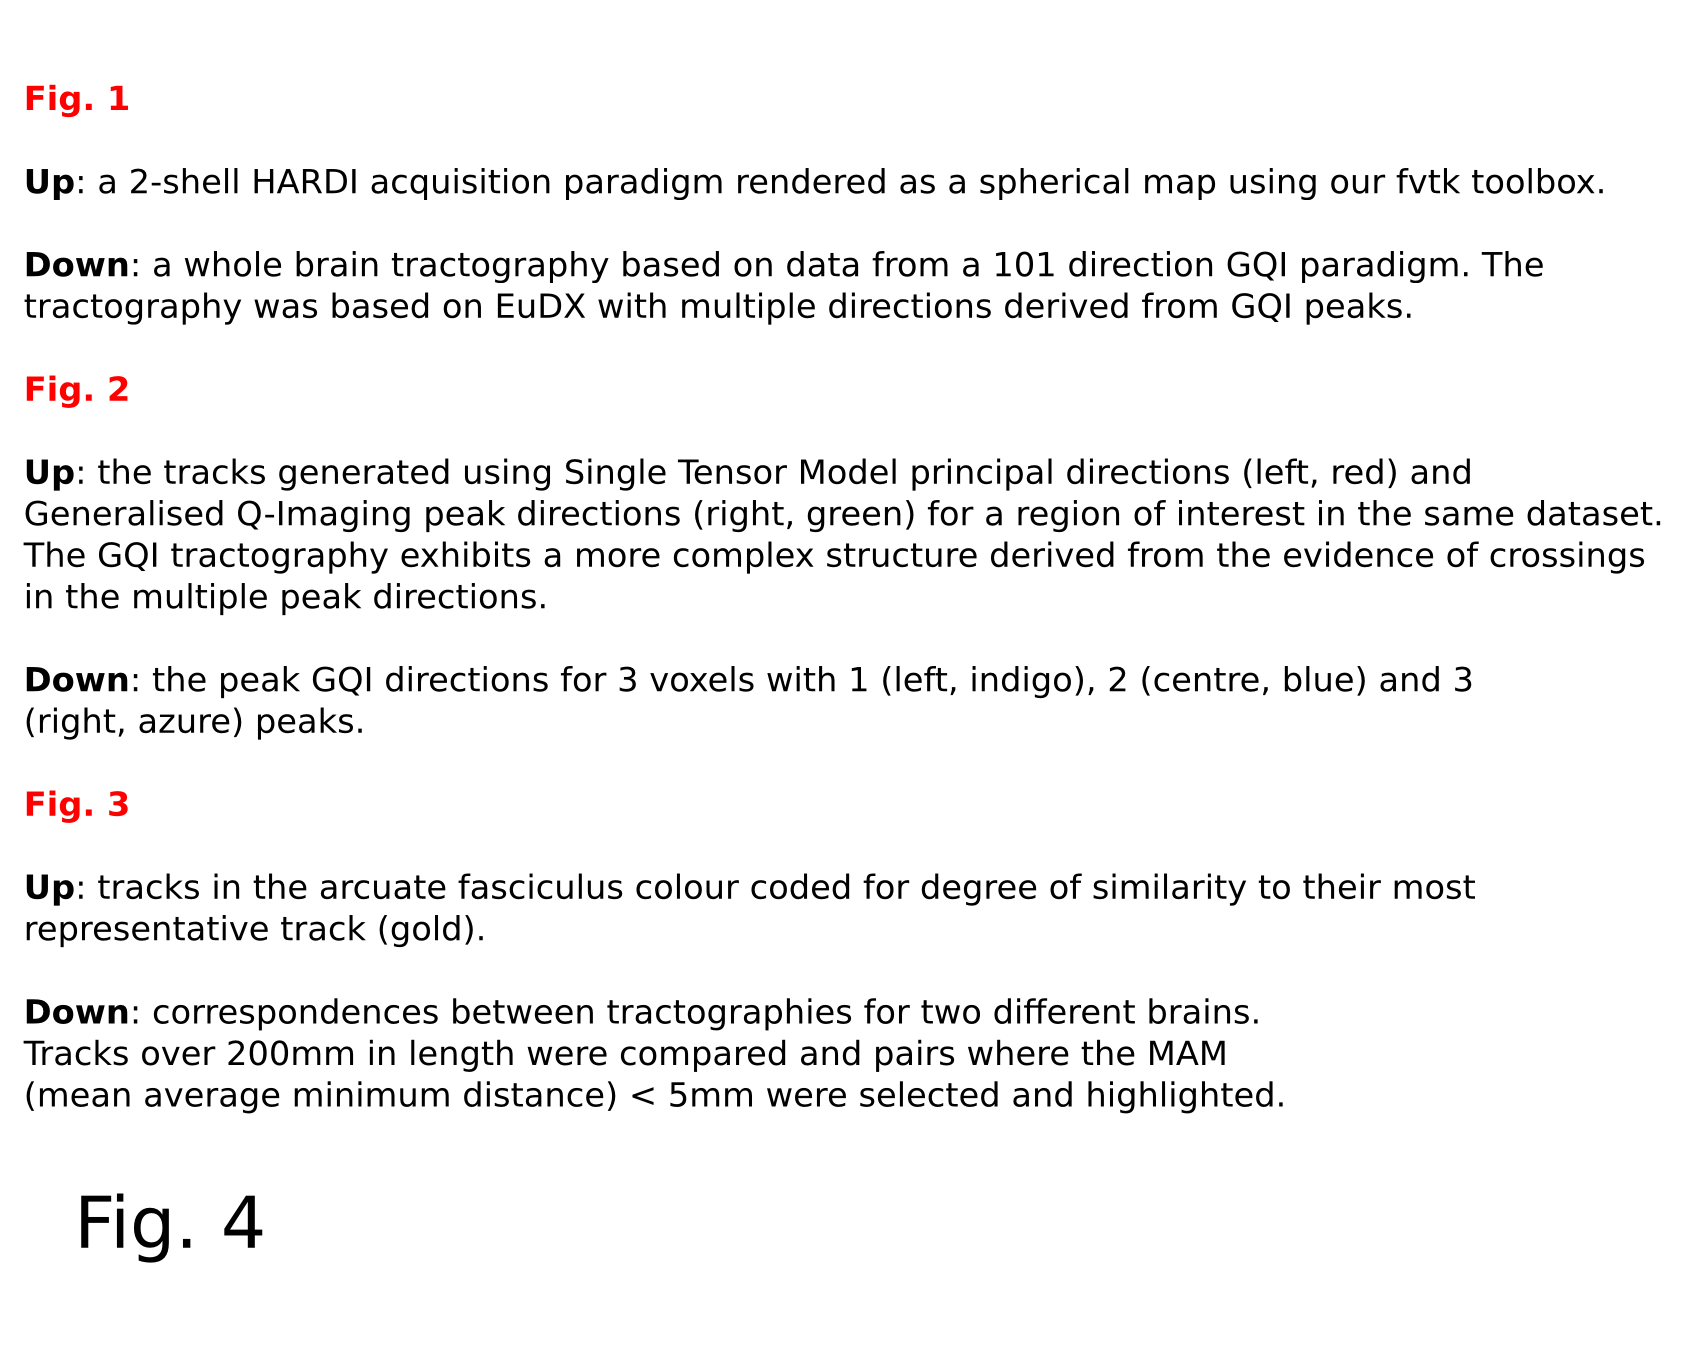 Fig. 1
Up: a 2-shell HARDI acquisition paradigm rendered as a spherical map using our fvtk toolbox.
Down: a whole brain tractography based on data from a 101 direction GQI paradigm. The
tractography was based on EuDX with multiple directions derived from GQI peaks.
Fig. 2
Up: the tracks generated using Single Tensor Model principal directions (left, red) and
Generalised Q-Imaging peak directions (right, green) for a region of interest in the same dataset.
The GQI tractography exhibits a more complex structure derived from the evidence of crossings
in the multiple peak directions.
Down: the peak GQI directions for 3 voxels with 1 (left, indigo), 2 (centre, blue) and 3
(right, azure) peaks.
Fig. 3
Up: tracks in the arcuate fasciculus colour coded for degree of similarity to their most
representative track (gold).
Down: correspondences between tractographies for two different brains.
Tracks over 200mm in length were compared and pairs where the MAM
(mean average minimum distance) < 5mm were selected and highlighted.
Fig. 4